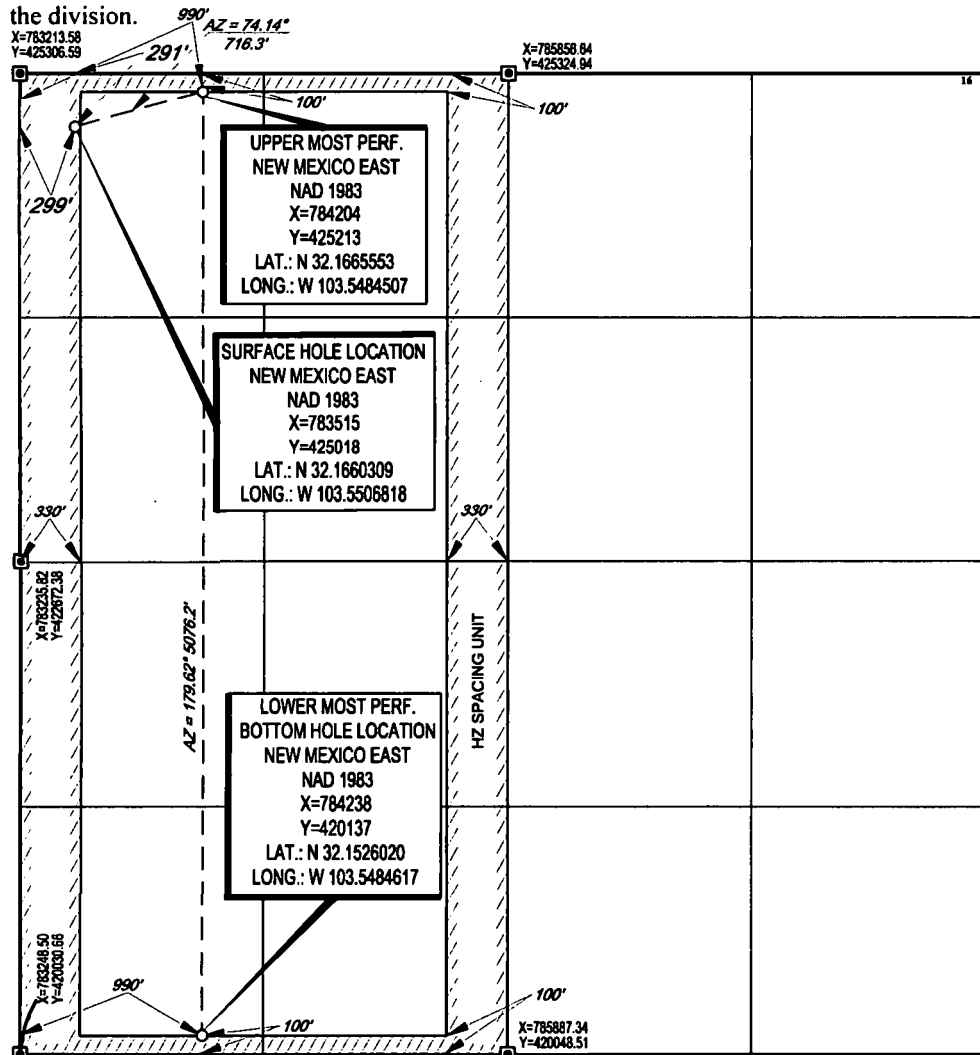 the division.
X=783213.58
Y=425306.59
990'
AZ = 74.14°
716.3'
291'
X=785858.64
Y=425324.94
16
100'
100'
299'
UPPER MOST PERF.
NEW MEXICO EAST
NAD 1983
X=784204
Y=425213
LAT.: N 32.1665553
LONG.: W 103.5484507
SURFACE HOLE LOCATION
NEW MEXICO EAST
NAD 1983
X=783515
Y=425018
LAT.: N 32.1660309
LONG.: W 103.5506818
330'
330'
X=783235.82
Y=422672.38
AZ = 179.62° 5076.2'
HZ SPACING UNIT
LOWER MOST PERF.
BOTTOM HOLE LOCATION
NEW MEXICO EAST
NAD 1983
X=784238
Y=420137
LAT.: N 32.1526020
LONG.: W 103.5484617
X=783248.50
Y=420030.66
990'
100'
100'
X=785887.34
Y=420048.51